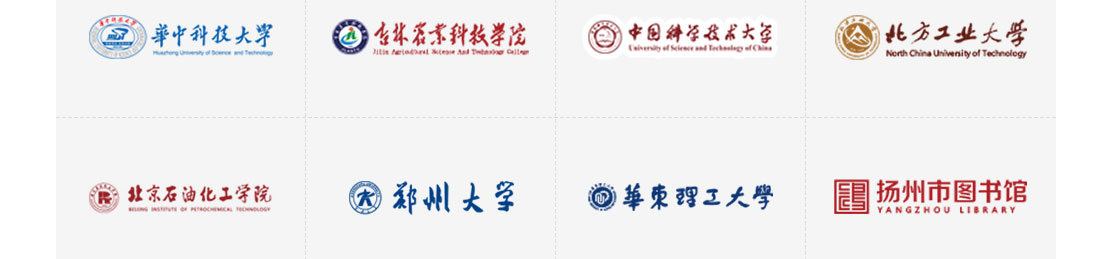 華中科技大学
Huazhong University of Science and Technology
吉林农業科技学院
Jilin Agricultural Science And Technology College
中国科学技术大学
University of Science and Technology of China
北方工业大学
North China University of Technology
北京石油化工学院
BEIJING INSTITUTE OF PETROCHEMICAL TECHNOLOGY
郑州大学
華東理工大學
扬州市图书馆
YANGZHOU LIBRARY